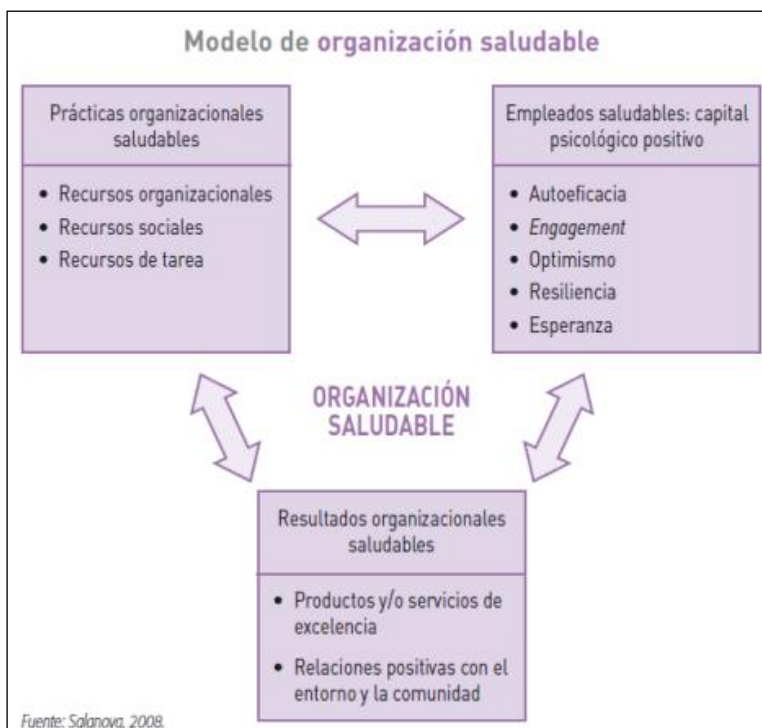 Modelo de organización saludable
Prácticas organizacionales
saludables
• Recursos organizacionales
• Recursos sociales
• Recursos de tarea
Empleados saludables: capital
psicológico positivo
• Autoeficacia
• Engagement
• Optimismo
• Resiliencia
• Esperanza
ORGANIZACIÓN
SALUDABLE
Resultados organizacionales
saludables
• Productos y/o servicios de
excelencia
• Relaciones positivas con el
entorno y la comunidad
Fuente: Salanova, 2008.